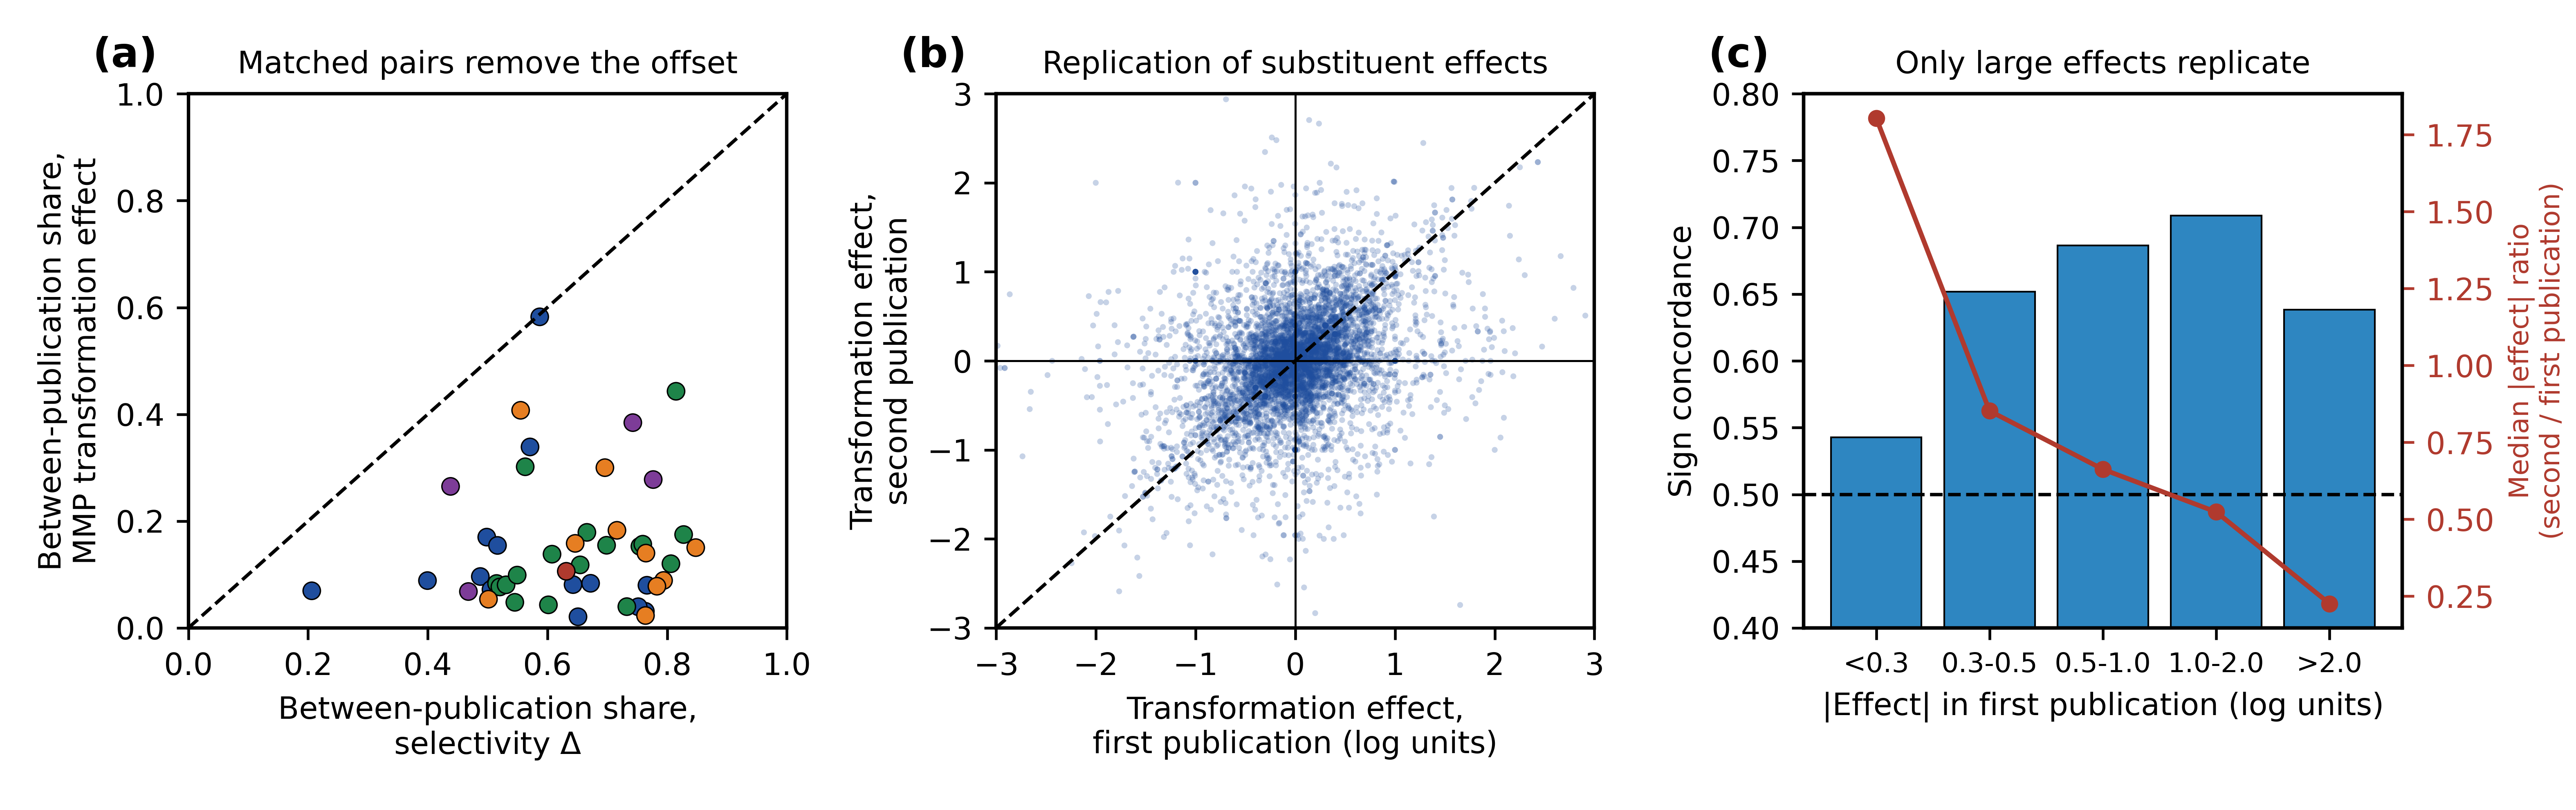 (a)
Matched pairs remove the offset
1.0
0.8
0.6
0.4
0.2
0.0
Between-publication share,
MMP transformation effect
0.0 0.2 0.4 0.6 0.8 1.0
Between-publication share,
selectivity Δ
(b)
Replication of substituent effects
3
2
1
0
−1
−2
−3
Transformation effect,
second publication
−3 −2 −1 0 1 2 3
Transformation effect,
first publication (log units)
(c)
Only large effects replicate
0.80
0.75
0.70
0.65
0.60
0.55
0.50
0.45
0.40
Sign concordance
<0.3 0.3-0.5 0.5-1.0 1.0-2.0 >2.0
|Effect| in first publication (log units)
1.75
1.50
1.25
1.00
0.75
0.50
0.25
Median |effect| ratio
(second / first publication)